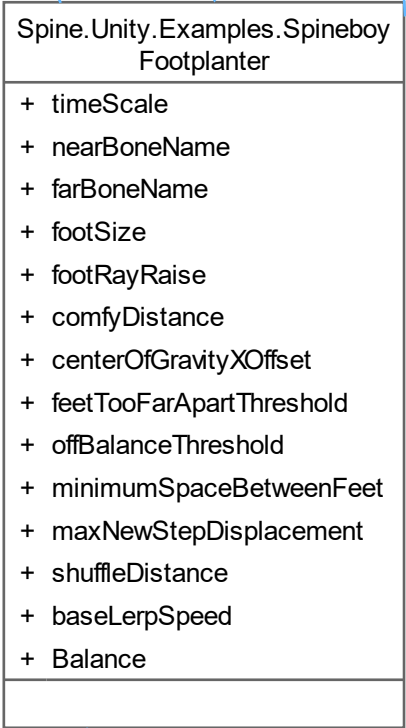 Spine.Unity.Examples.Spineboy
Footplanter
+ timeScale
+ nearBoneName
+ farBoneName
+ footSize
+ footRayRaise
+ comfyDistance
+ centerOfGravityXOffset
+ feetTooFarApartThreshold
+ offBalanceThreshold
+ minimumSpaceBetweenFeet
+ maxNewStepDisplacement
+ shuffleDistance
+ baseLerpSpeed
+ Balance